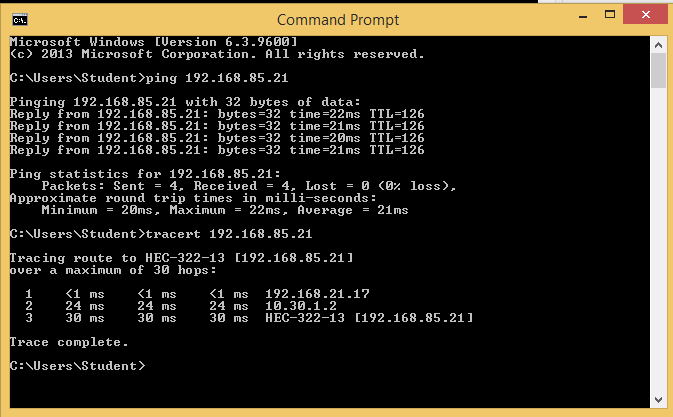 Command Prompt
Microsoft Windows [Version 6.3.9600]
(c) 2013 Microsoft Corporation. All rights reserved.
C:\Users\Student>ping 192.168.85.21
Pinging 192.168.85.21 with 32 bytes of data:
Reply from 192.168.85.21: bytes=32 time=22ms TTL=126
Reply from 192.168.85.21: bytes=32 time=21ms TTL=126
Reply from 192.168.85.21: bytes=32 time=20ms TTL=126
Reply from 192.168.85.21: bytes=32 time=21ms TTL=126
Ping statistics for 192.168.85.21:
    Packets: Sent = 4, Received = 4, Lost = 0 (0% loss),
Approximate round trip times in milli-seconds:
    Minimum = 20ms, Maximum = 22ms, Average = 21ms
C:\Users\Student>tracert 192.168.85.21
Tracing route to HEC-322-13 [192.168.85.21]
over a maximum of 30 hops:
  1    <1 ms    <1 ms    <1 ms  192.168.21.17
  2    24 ms    24 ms    24 ms  10.30.1.2
  3    30 ms    30 ms    30 ms  HEC-322-13 [192.168.85.21]
Trace complete.
C:\Users\Student>